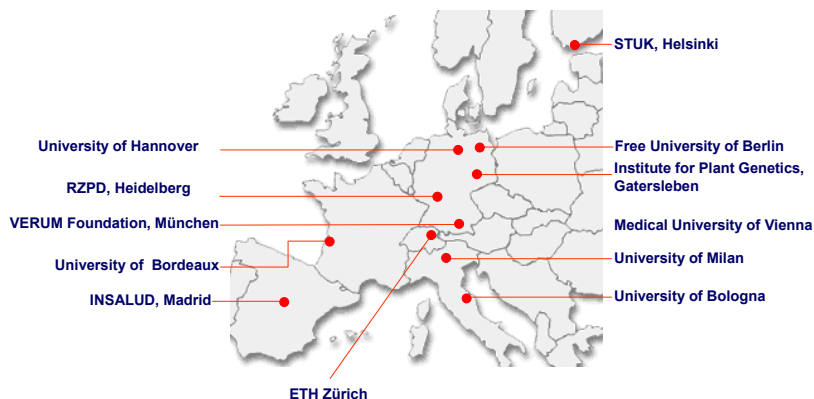 STUK, Helsinki
University of Hannover
Free University of Berlin
Institute for Plant Genetics,
Gatersleben
RZPD, Heidelberg
VERUM Foundation, München
Medical University of Vienna
University of Bordeaux
University of Milan
INSALUD, Madrid
University of Bologna
ETH Zürich